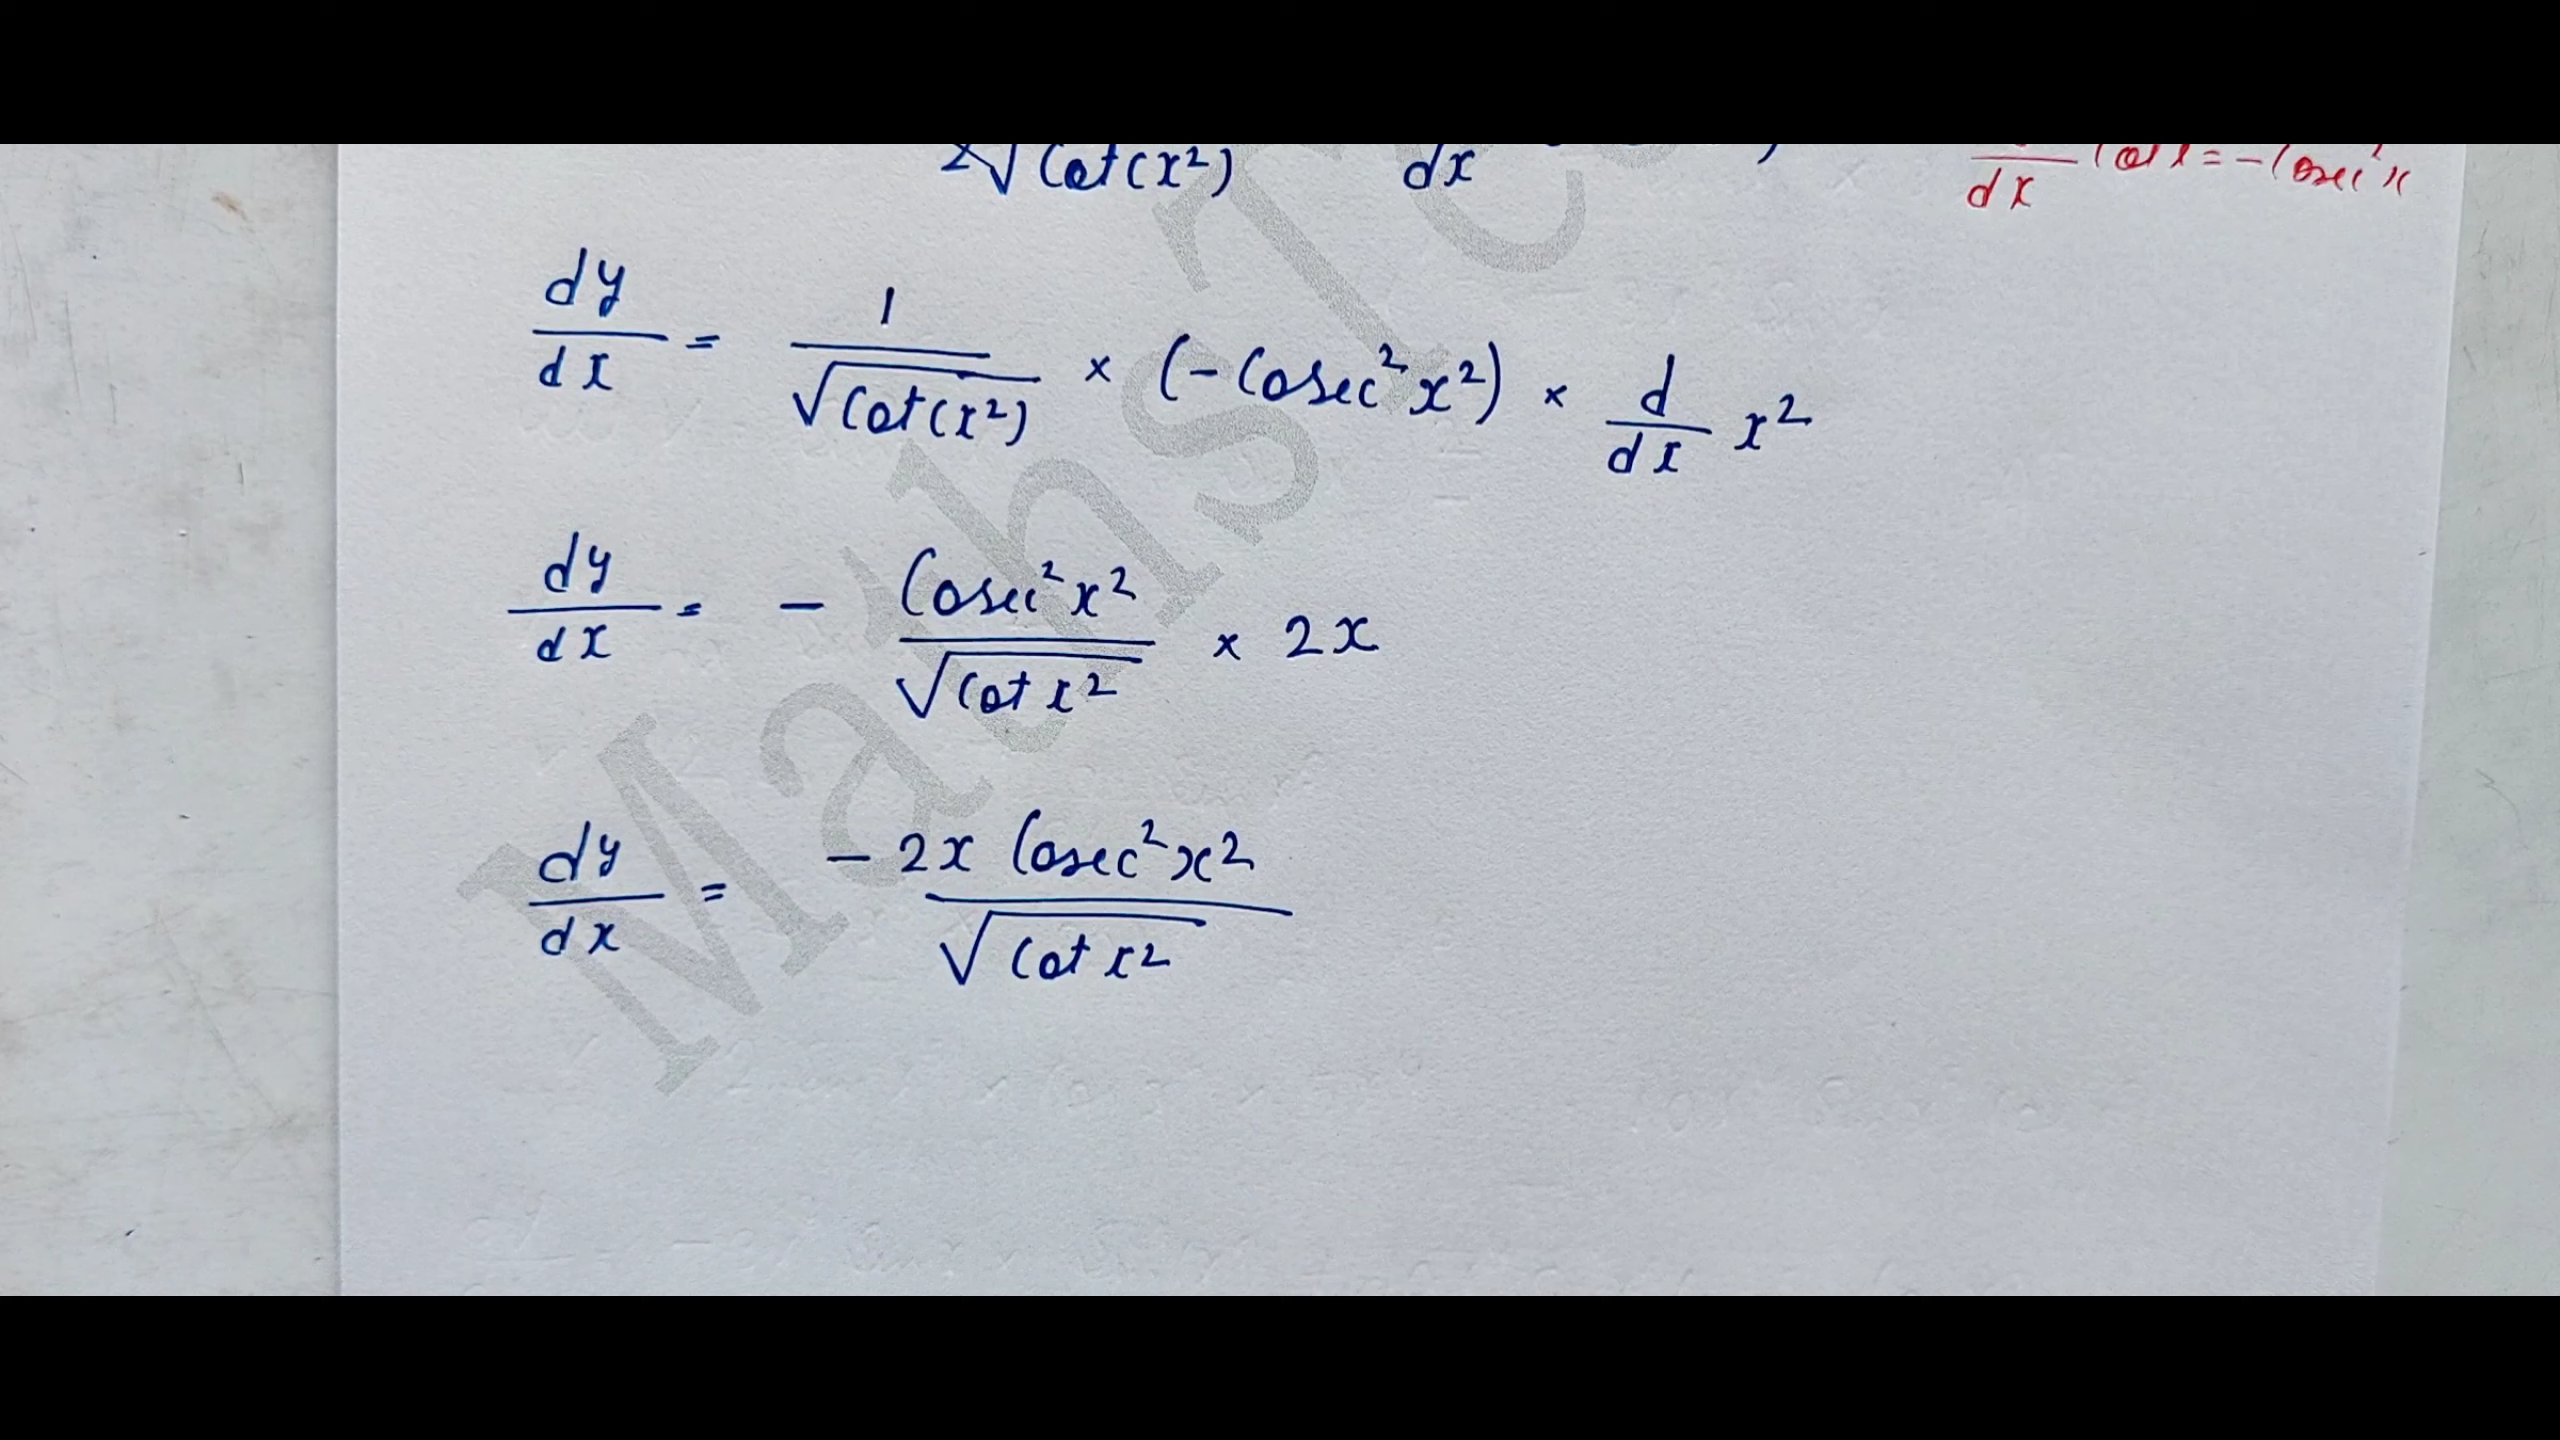 2√Cot(x²) dx
d/dx Cot x = -Cosec²x
dy/dx = 1/√Cot(x²) × (-Cosec²x²) × d/dx x²
dy/dx = - Cosec²x²/√Cot x² × 2x
dy/dx = -2x Cosec²x²/√Cot x²